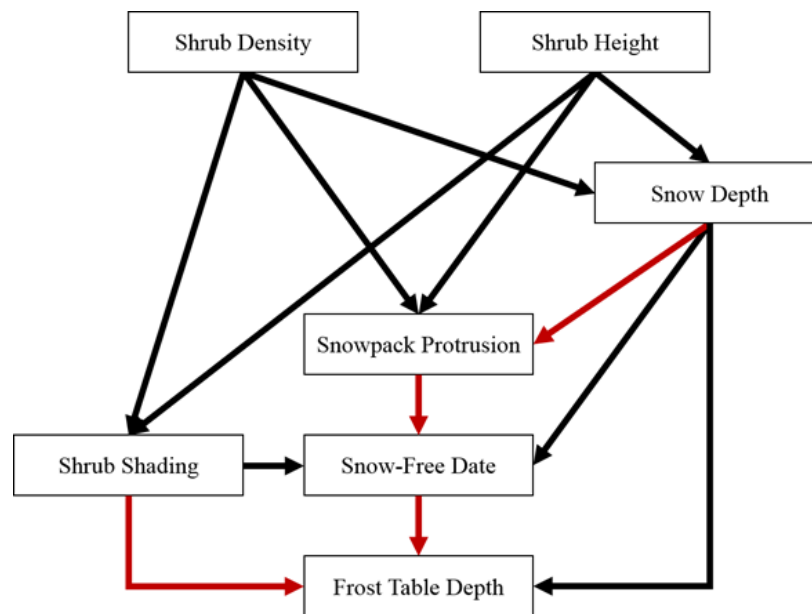 Shrub Density
Shrub Height
Snow Depth
Snowpack Protrusion
Shrub Shading
Snow-Free Date
Frost Table Depth